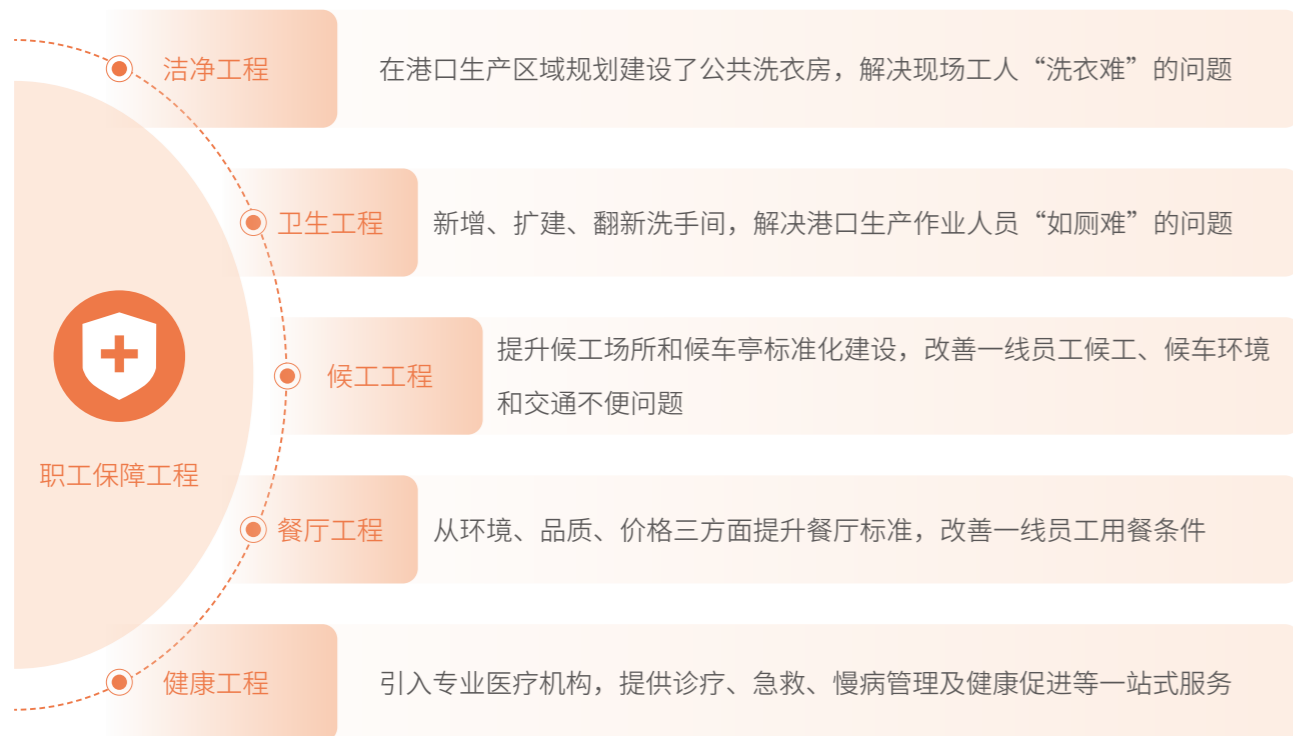 洁净工程
在港口生产区域规划建设了公共洗衣房，解决现场工人“洗衣难”的问题
卫生工程
新增、扩建、翻新洗手间，解决港口生产作业人员“如厕难”的问题
候工工程
提升候工场所和候车亭标准化建设，改善一线员工候工、候车环境
和交通不便问题
职工保障工程
餐厅工程
从环境、品质、价格三方面提升餐厅标准，改善一线员工用餐条件
健康工程
引入专业医疗机构，提供诊疗、急救、慢病管理及健康促进等一站式服务